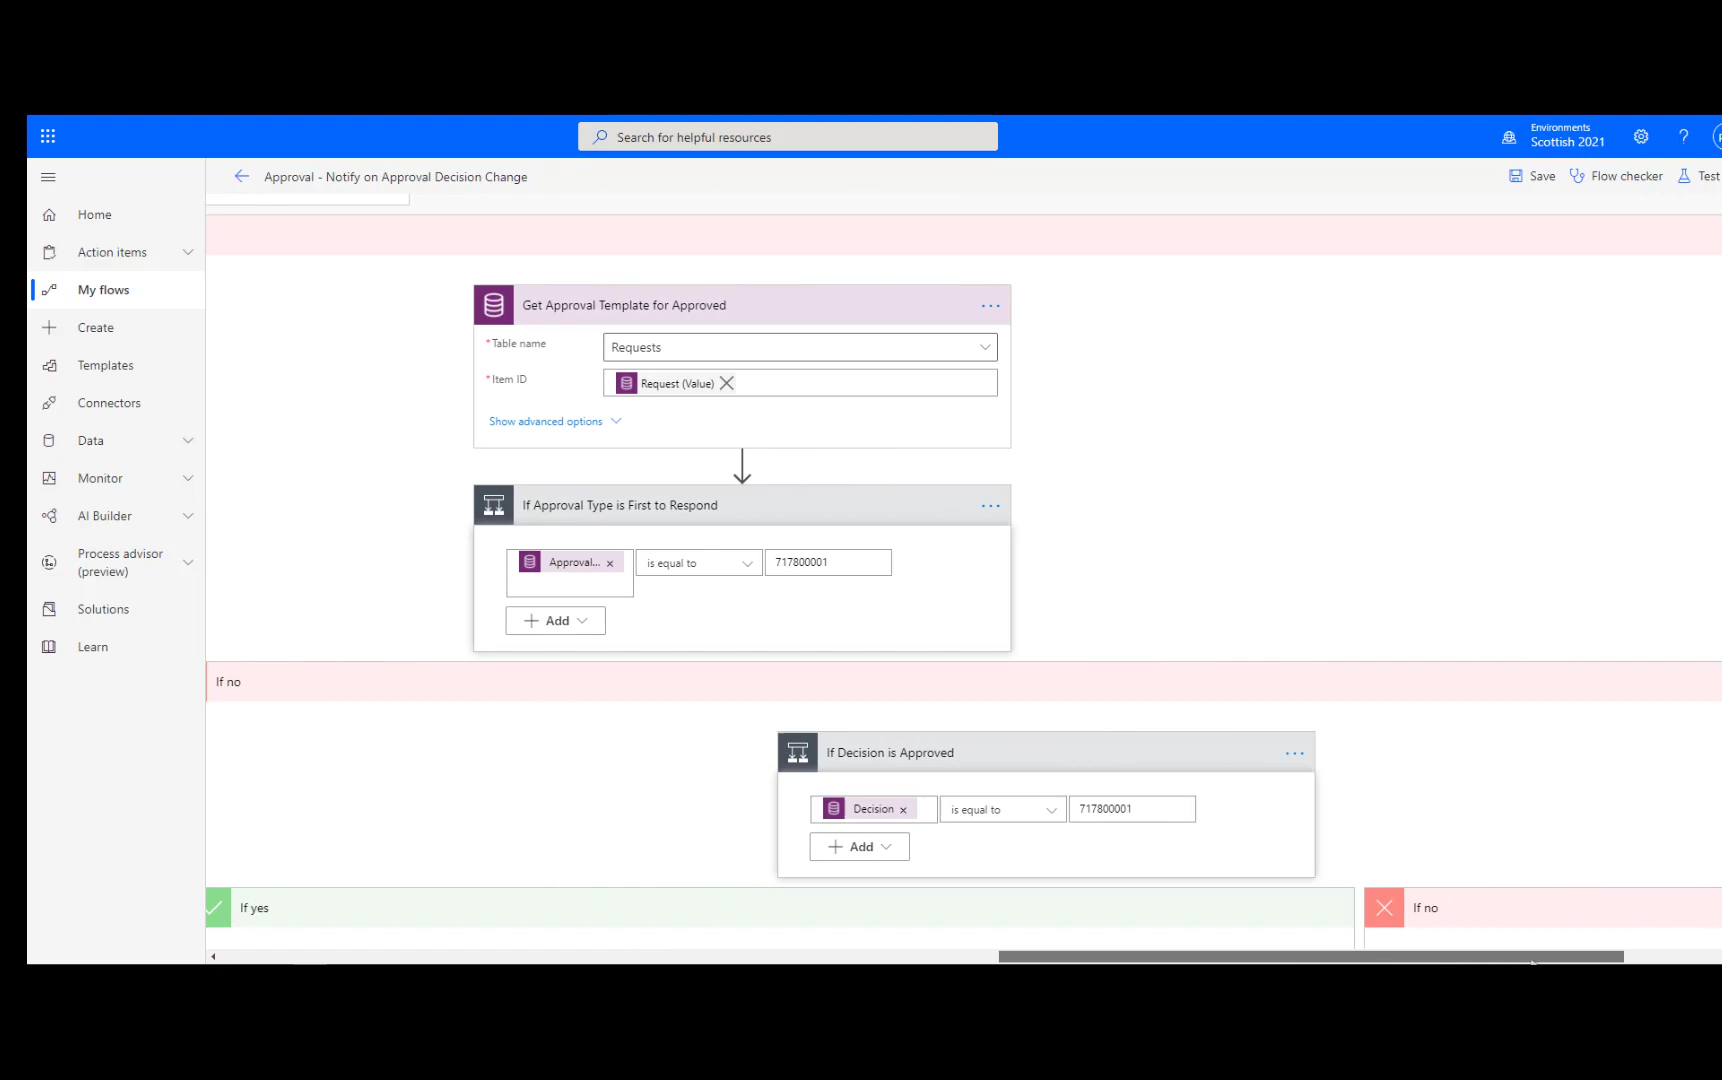 Search for helpful resources
Environments
Scottish 2021
?
Approval - Notify on Approval Decision Change
Save
Flow checker
Test
Home
Action items
My flows
Create
Templates
Connectors
Data
Monitor
AI Builder
Process advisor
(preview)
Solutions
Learn
Get Approval Template for Approved
...
*Table name
Requests
*Item ID
Request (Value)
Show advanced options
If Approval Type is First to Respond
...
Approval...
is equal to
717800001
Add
If no
If Decision is Approved
...
Decision
is equal to
717800001
Add
If yes
If no